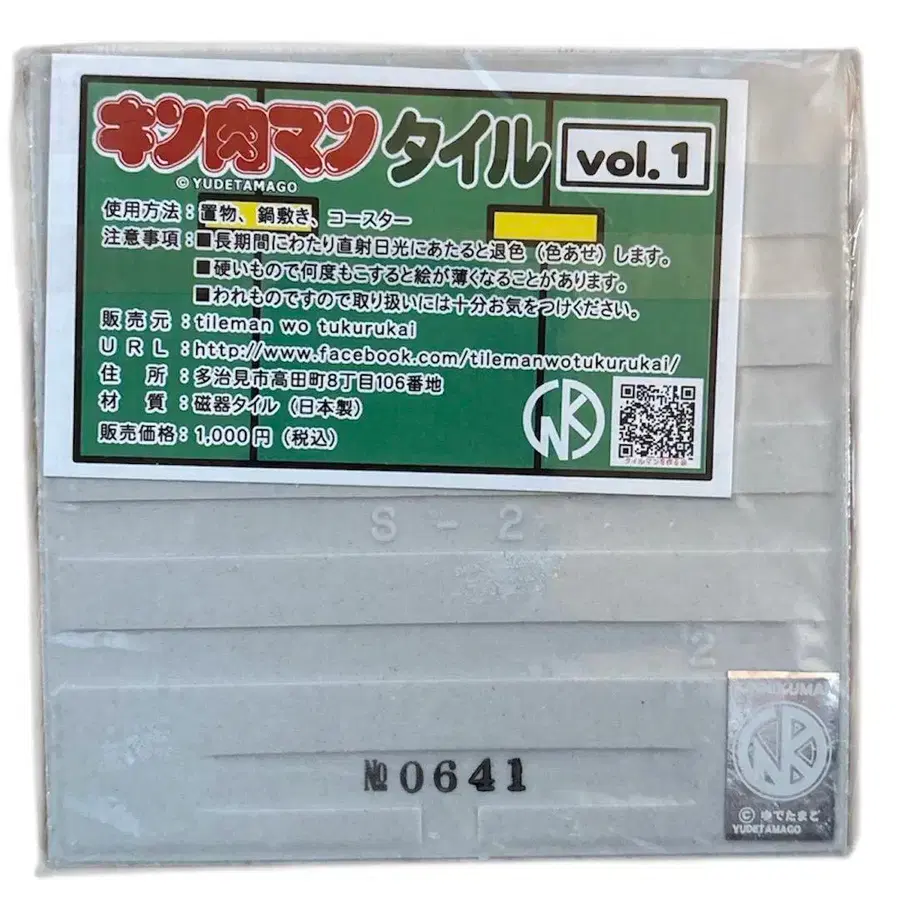 キン肉マン タイル vol.1
© YUDETAMAGO
使用方法：置物、鍋敷き、コースター
注意事項：■長期間にわたり直射日光にあたると退色（色あせ）します。
■硬いもので何度もこすると絵が薄くなることがあります。
■われものですので取り扱いには十分お気をつけください。
販売元：tileman wo tukurukai
URL：http://www.facebook.com/tilemanwotukurukai/
住所：多治見市高田町8丁目106番地
材質：磁器タイル（日本製）
販売価格：1,000円（税込）
S-2
2
№ 0641
© ゆでたまご
YUDETAMAGO